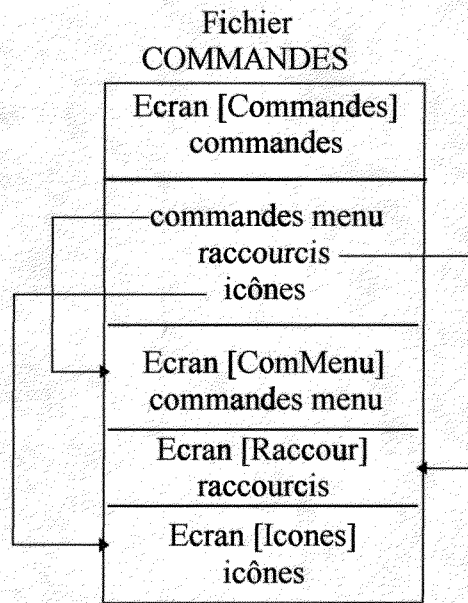 Fichier
COMMANDES
Ecran [Commandes]
commandes
commandes menu
raccourcis
icônes
Ecran [ComMenu]
commandes menu
Ecran [Raccour]
raccourcis
Ecran [Icones]
icônes